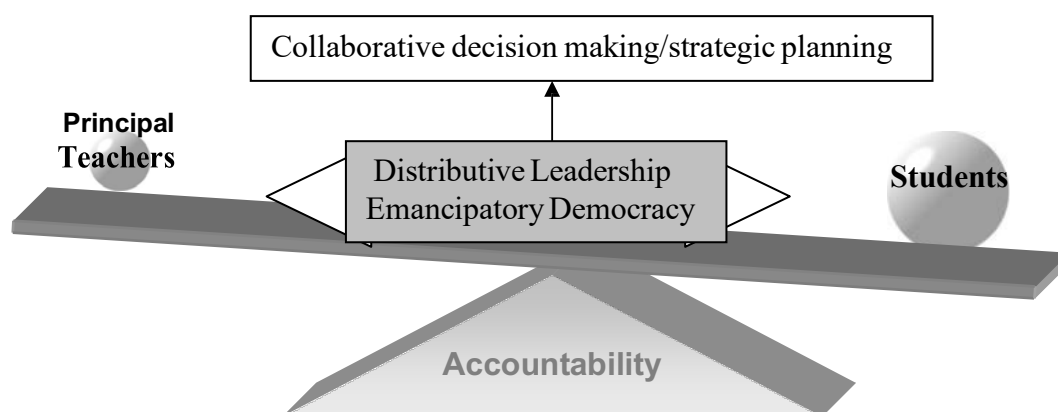 Collaborative decision making/strategic planning
Principal
Teachers
Distributive Leadership
Emancipatory Democracy
Students
Accountability